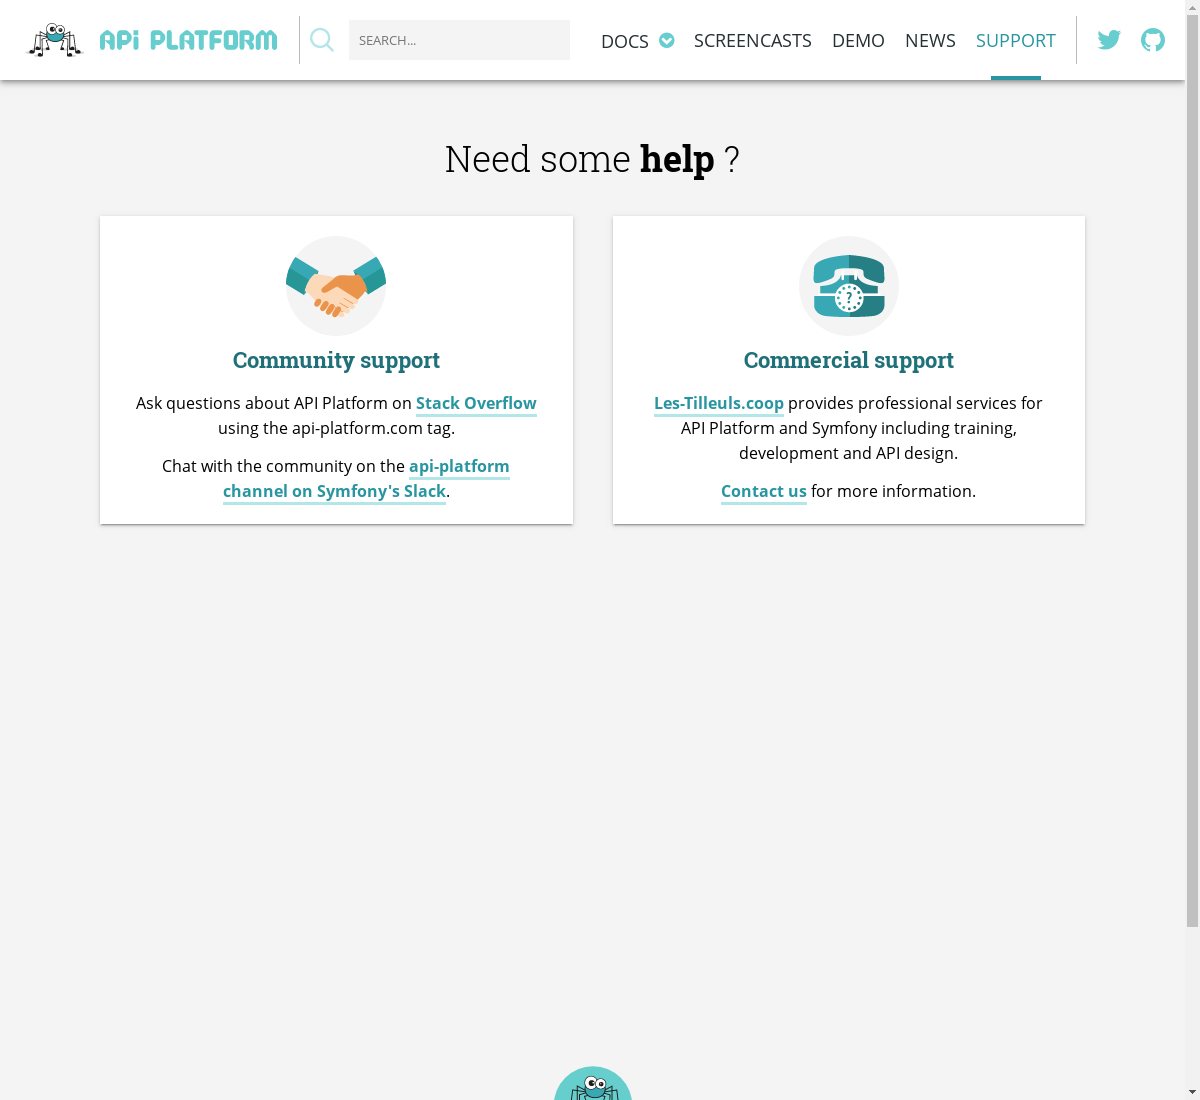 APi PLATFORM
SEARCH...
DOCS
SCREENCASTS
DEMO
NEWS
SUPPORT
Need some help ?
Community support
Ask questions about API Platform on Stack Overflow
using the api-platform.com tag.
Chat with the community on the api-platform
channel on Symfony's Slack.
?
Commercial support
Les-Tilleuls.coop provides professional services for
API Platform and Symfony including training,
development and API design.
Contact us for more information.